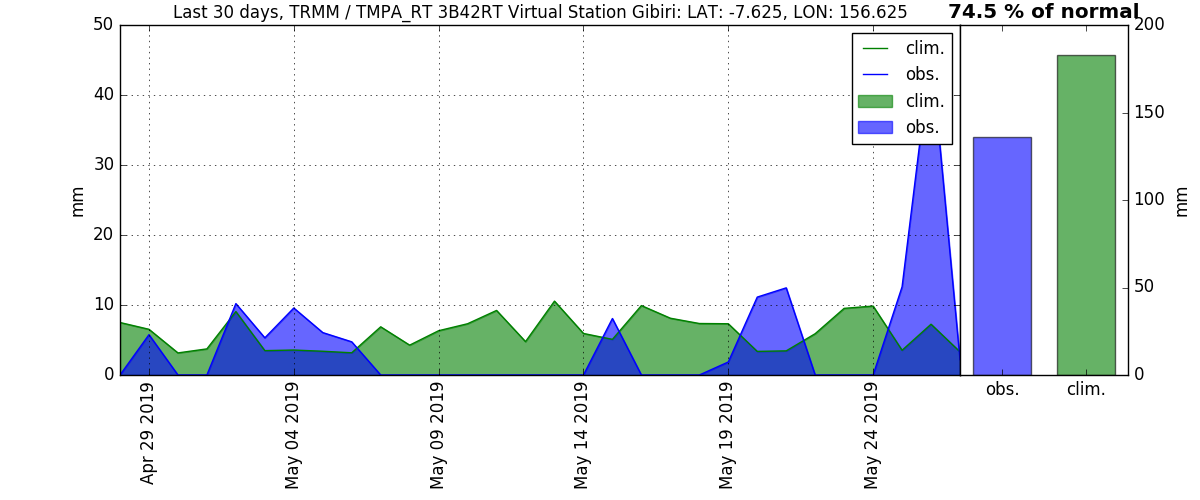 Last 30 days, TRMM / TMPA_RT 3B42RT Virtual Station Gibiri: LAT: -7.625, LON: 156.625
74.5 % of normal
50
40
30
20
10
0
mm
clim.
obs.
clim.
obs.
200
150
100
50
0
mm
Apr 29 2019
May 04 2019
May 09 2019
May 14 2019
May 19 2019
May 24 2019
obs.
clim.